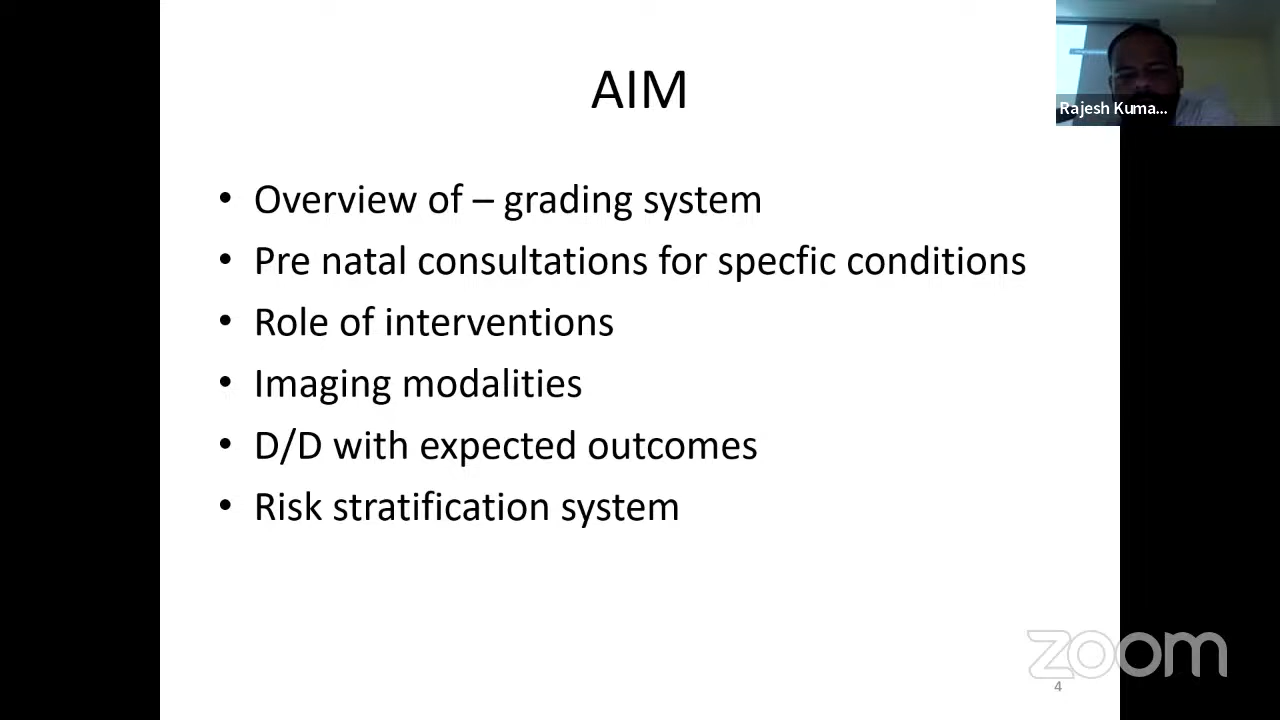 AIM
Rajesh Kuma...
• Overview of – grading system
• Pre natal consultations for specfic conditions
• Role of interventions
• Imaging modalities
• D/D with expected outcomes
• Risk stratification system
zoom
4